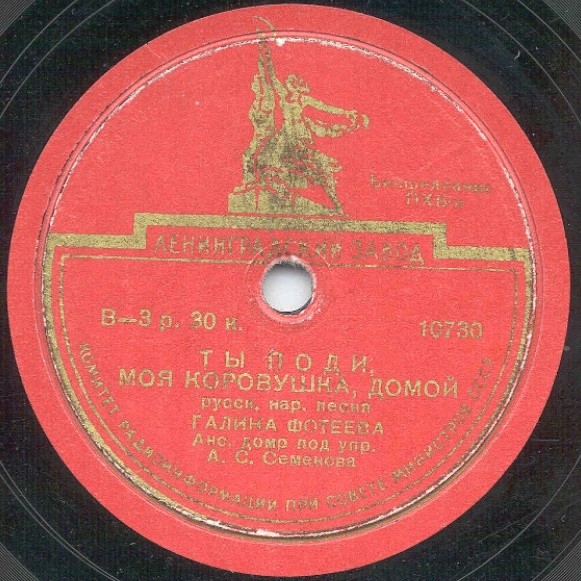 Бесшеллачный
ЛЕНИНГРАДСКИЙ ЗАВОД
В—3 р. 30 к. 10730
ТЫ ПОДИ,
МОЯ КОРОВУШКА, ДОМОЙ
русск. нар. песня
ГАЛИНА ФОТЕЕВА
Анс. домр под упр.
А. С. Семенова
КОМИТЕТ РАДИОИНФОРМАЦИИ ПРИ СОВЕТЕ МИНИСТРОВ СССР